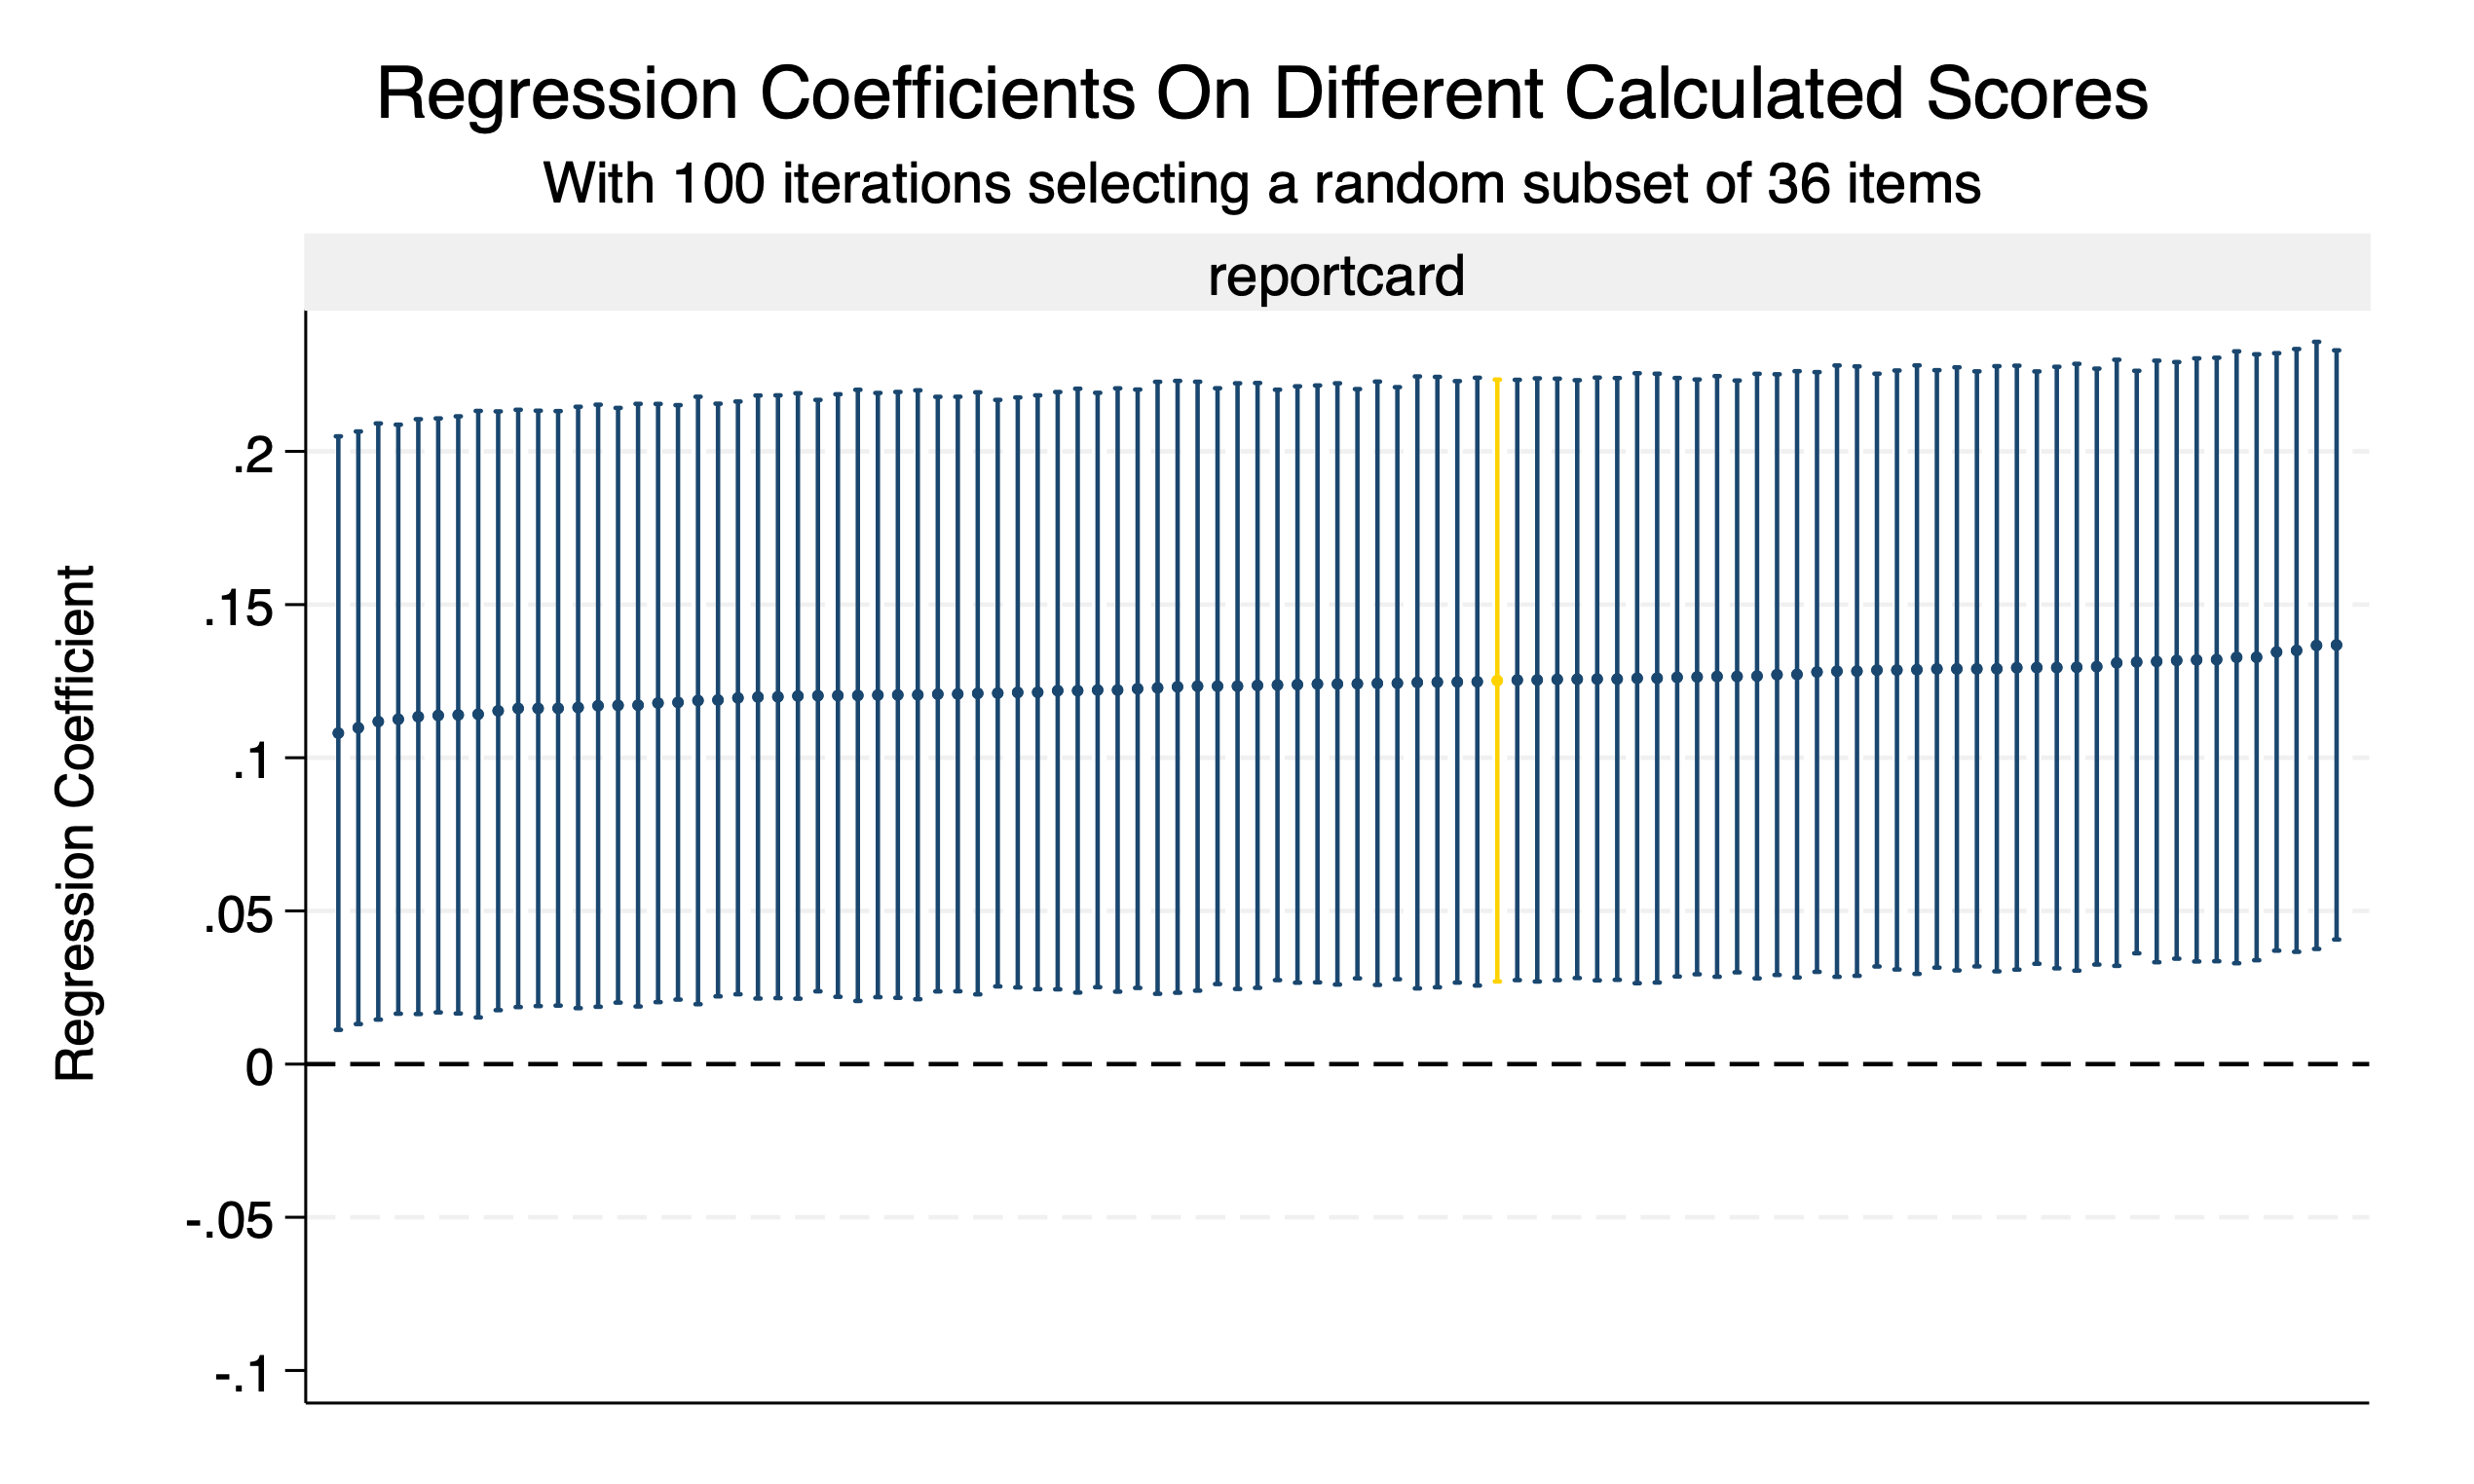 Regression Coefficients On Different Calculated Scores
With 100 iterations selecting a random subset of 36 items
reportcard
Regression Coefficient
.2
.15
.1
.05
0
-.05
-.1